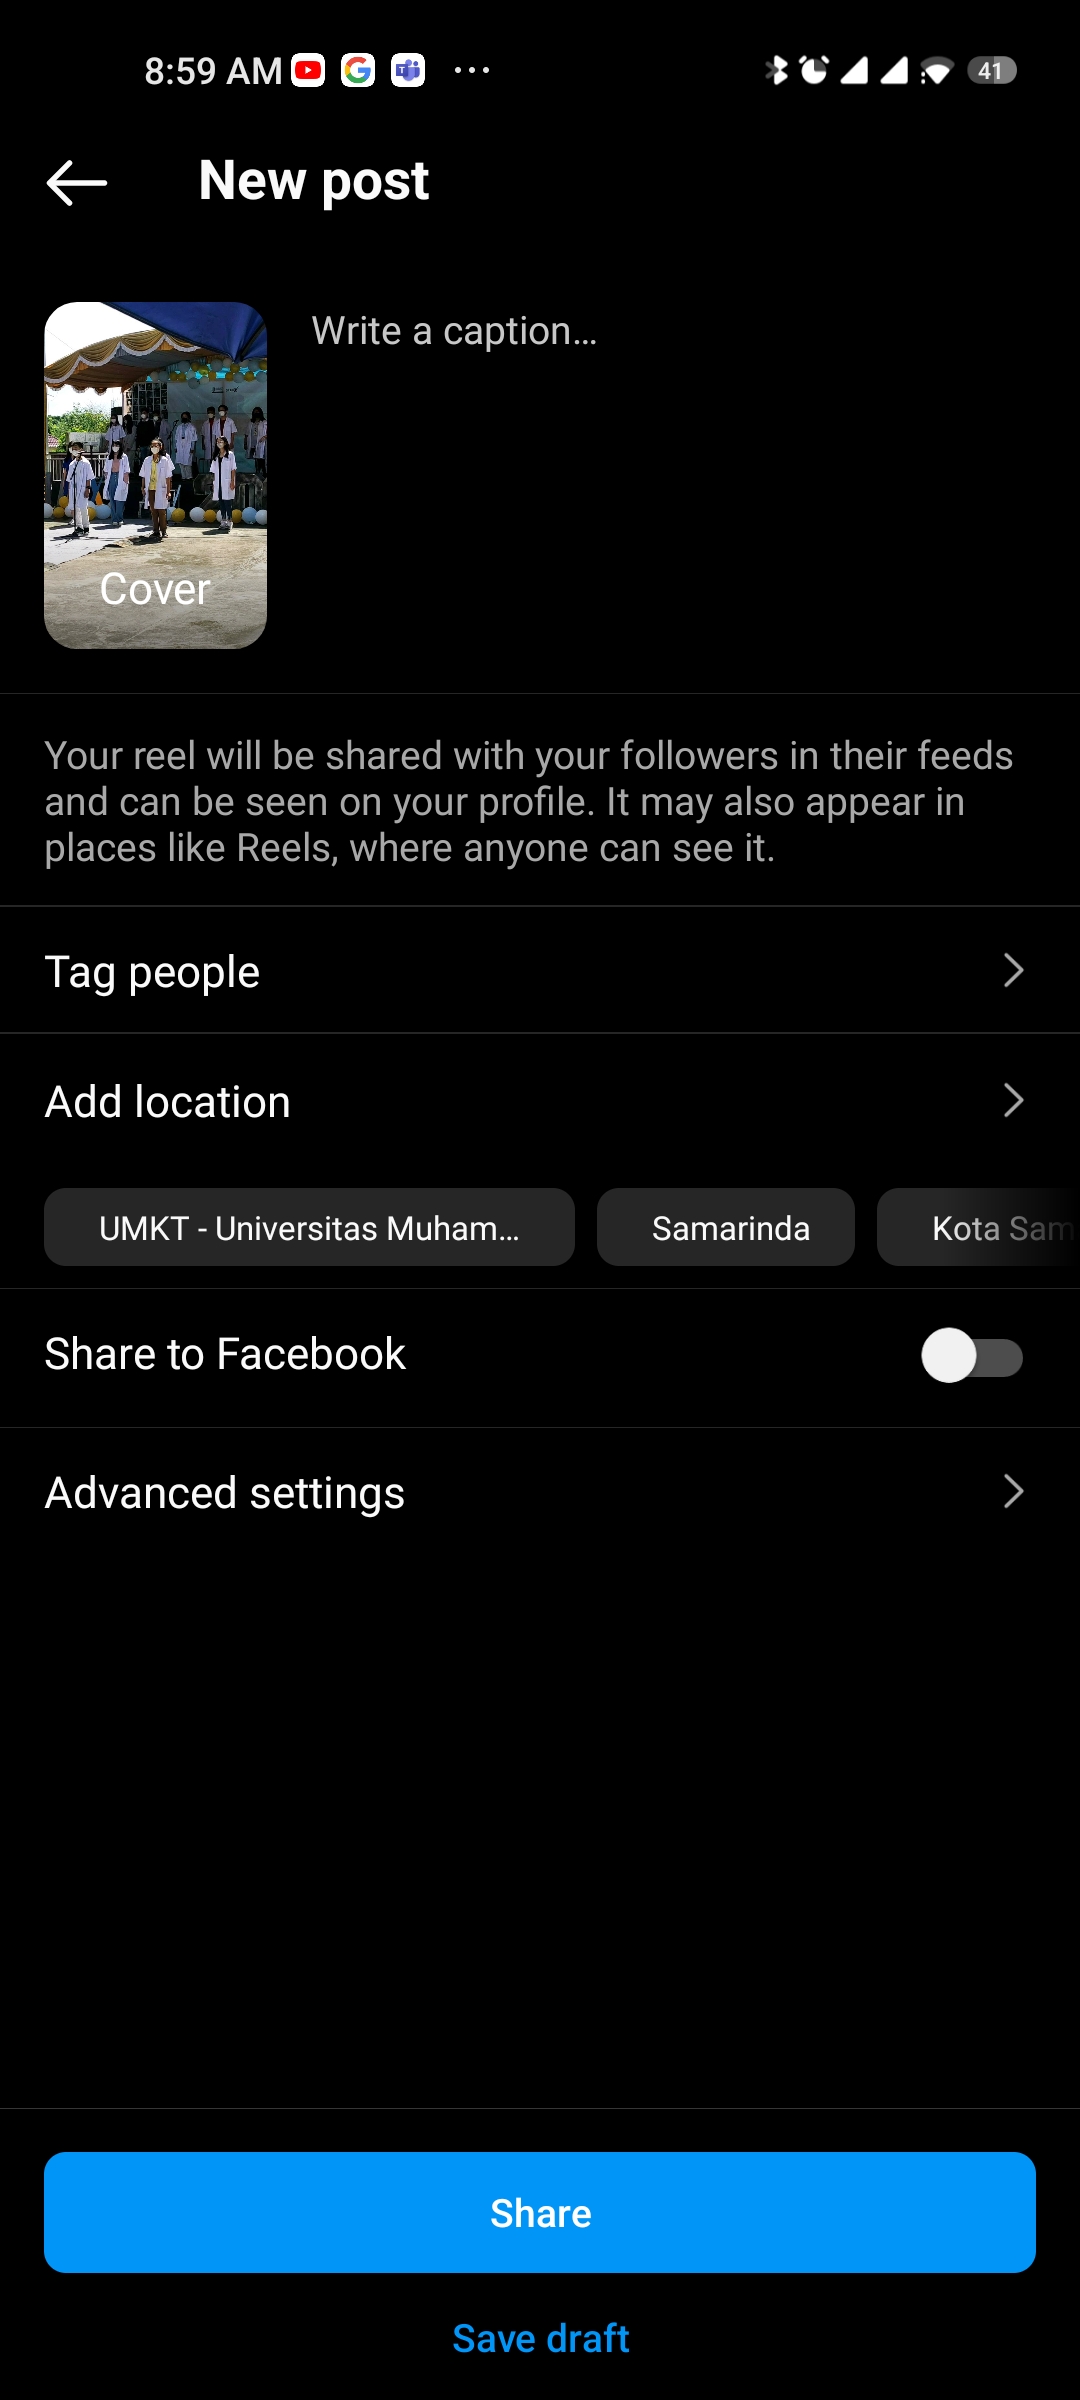 8:59 AM
41
New post
Write a caption...
Cover
Your reel will be shared with your followers in their feeds
and can be seen on your profile. It may also appear in
places like Reels, where anyone can see it.
Tag people
Add location
UMKT - Universitas Muham... Samarinda Kota Sam
Share to Facebook
Advanced settings
Share
Save draft